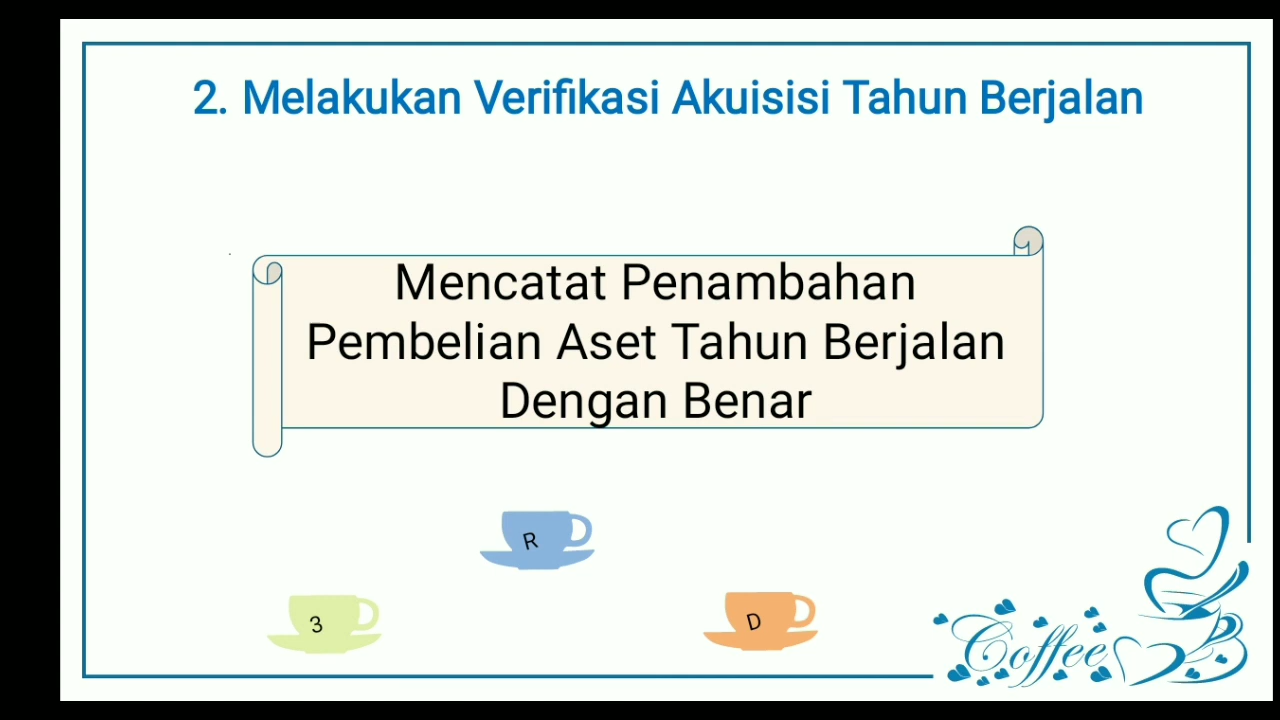 2. Melakukan Verifikasi Akuisisi Tahun Berjalan
Mencatat Penambahan
Pembelian Aset Tahun Berjalan
Dengan Benar
R
3
D
Coffee